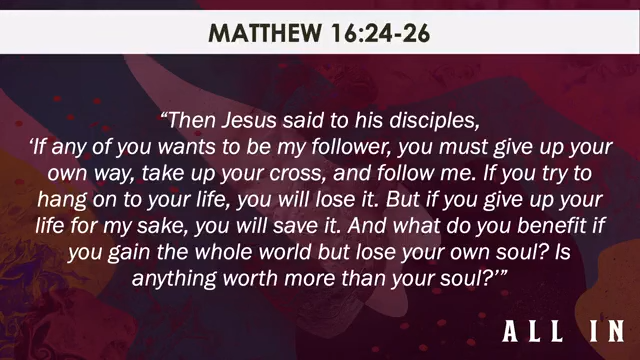 MATTHEW 16:24-26
“Then Jesus said to his disciples,
‘If any of you wants to be my follower, you must give up your
own way, take up your cross, and follow me. If you try to
hang on to your life, you will lose it. But if you give up your
life for my sake, you will save it. And what do you benefit if
you gain the whole world but lose your own soul? Is
anything worth more than your soul?’”
ALL IN